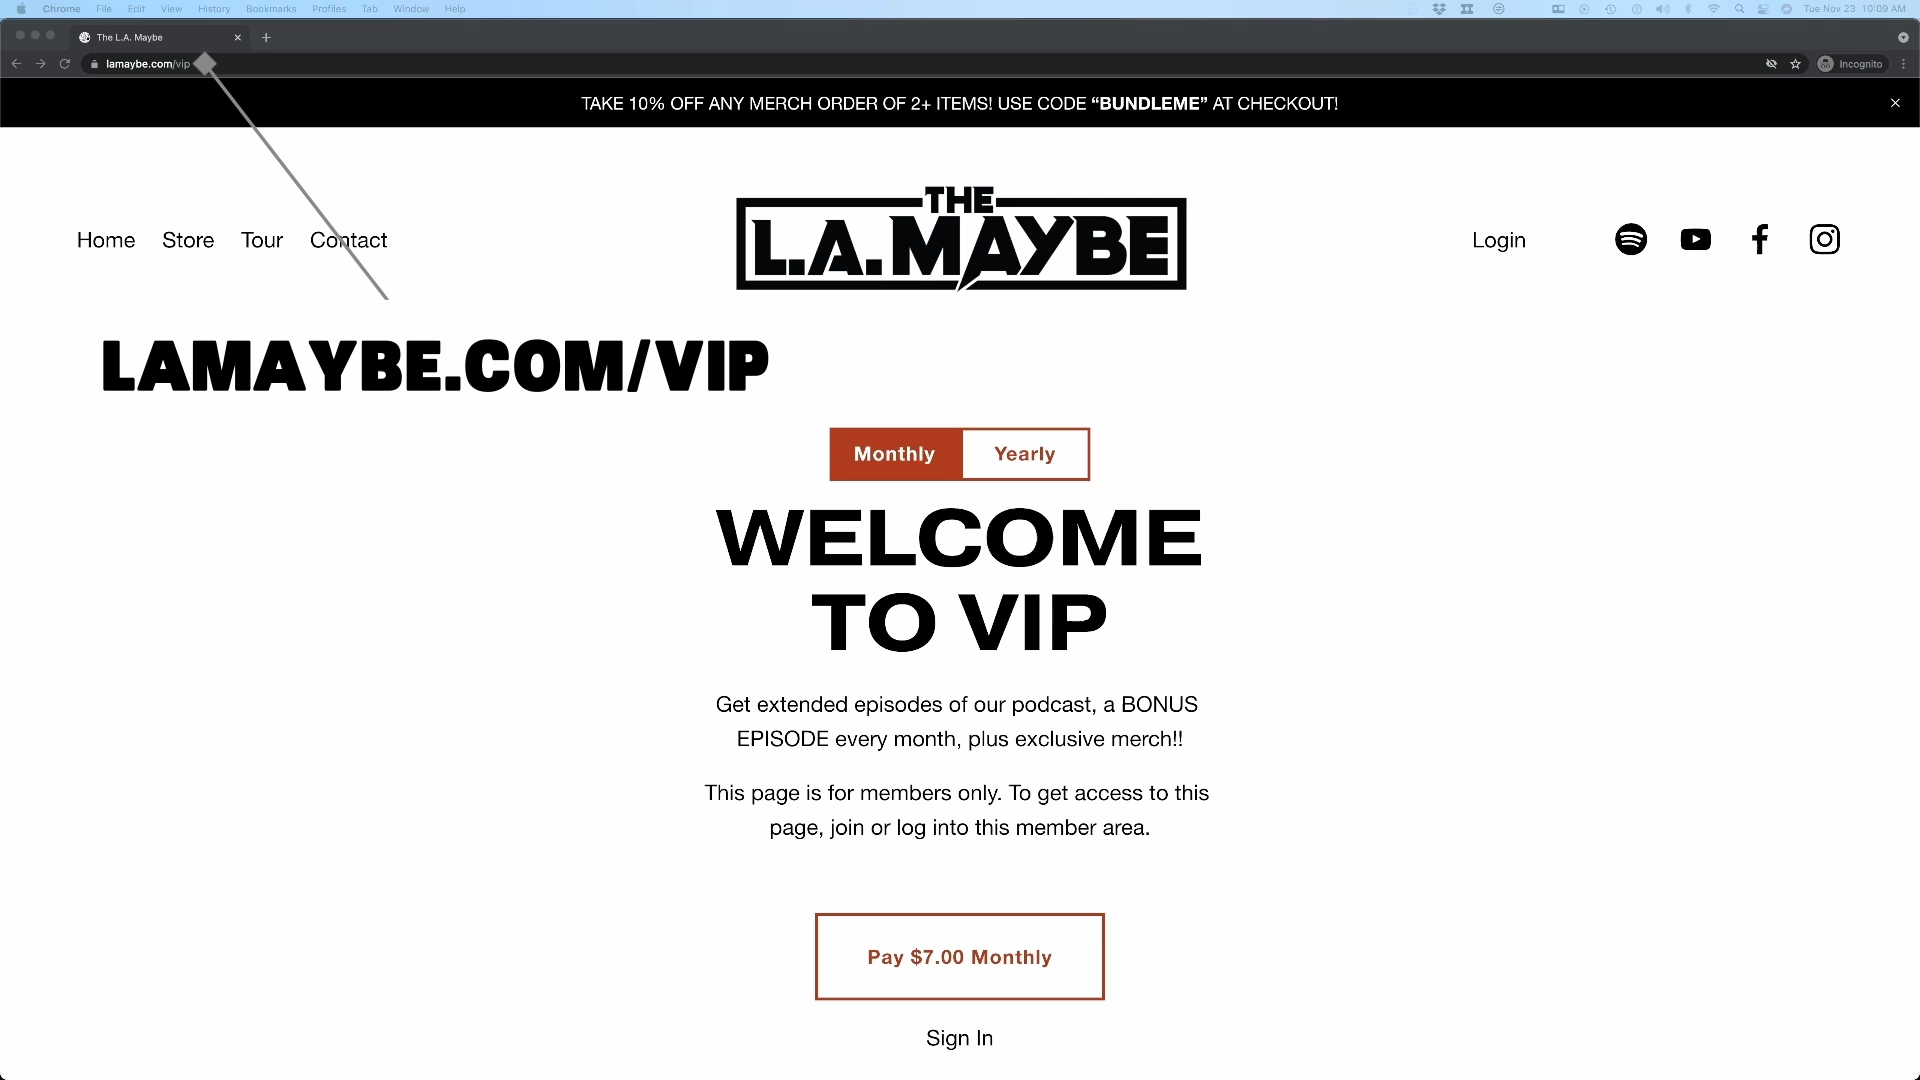 Chrome File Edit View History Bookmarks Profiles Tab Window Help
Tue Nov 23 10:09 AM
The L.A. Maybe
lamaybe.com/vip
Incognito
TAKE 10% OFF ANY MERCH ORDER OF 2+ ITEMS! USE CODE “BUNDLEME” AT CHECKOUT!
Home Store Tour Contact
THE
L.A. MAYBE
Login
LAMAYBE.COM/VIP
Monthly Yearly
WELCOME
TO VIP
Get extended episodes of our podcast, a BONUS
EPISODE every month, plus exclusive merch!!
This page is for members only. To get access to this
page, join or log into this member area.
Pay $7.00 Monthly
Sign In